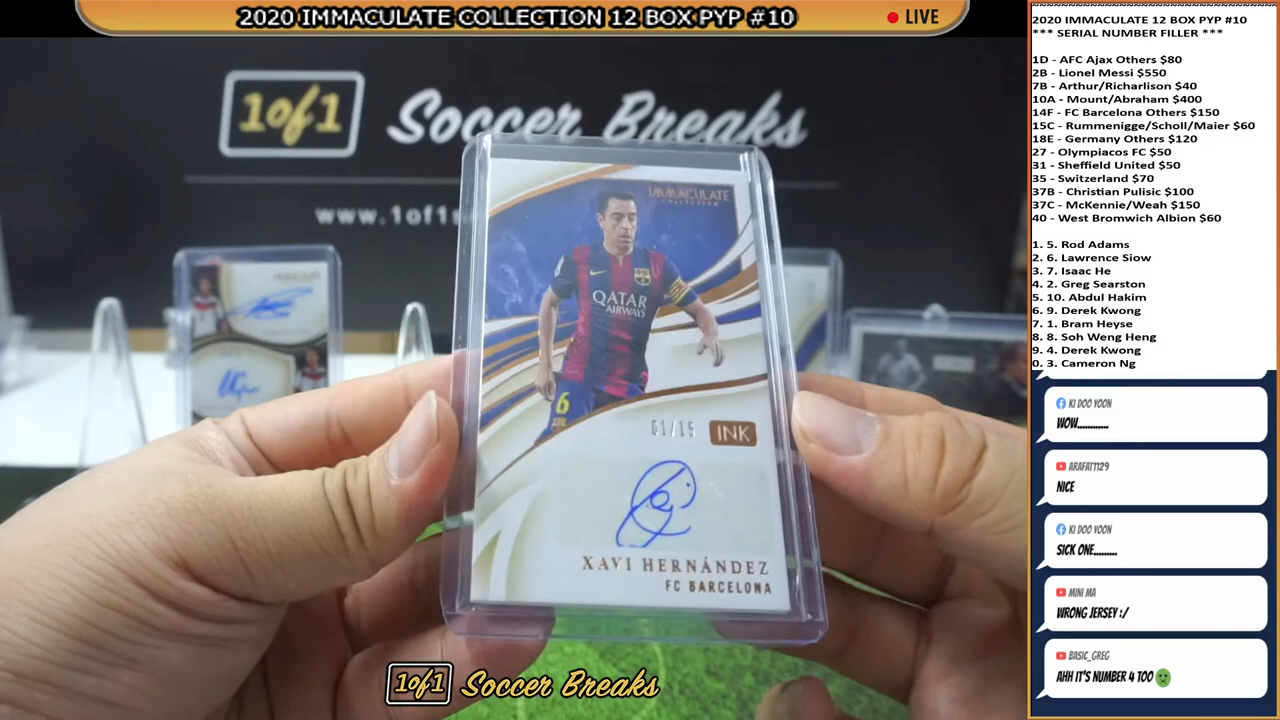 2020 IMMACULATE COLLECTION 12 BOX PYP #10
LIVE
1of1 Soccer Breaks
www.1of1s
IMMACULATE
COLLECTION
QATAR
AIRWAYS
6
01/15
INK
XAVI HERNÁNDEZ
FC BARCELONA
1of1 Soccer Breaks
2020 IMMACULATE 12 BOX PYP #10
*** SERIAL NUMBER FILLER ***
1D - AFC Ajax Others $80
2B - Lionel Messi $550
7B - Arthur/Richarlison $40
10A - Mount/Abraham $400
14F - FC Barcelona Others $150
15C - Rummenigge/Scholl/Maier $60
18E - Germany Others $120
27 - Olympiacos FC $50
31 - Sheffield United $50
35 - Switzerland $70
37B - Christian Pulisic $100
37C - McKennie/Weah $150
40 - West Bromwich Albion $60
1. 5. Rod Adams
2. 6. Lawrence Siow
3. 7. Isaac He
4. 2. Greg Searston
5. 10. Abdul Hakim
6. 9. Derek Kwong
7. 1. Bram Heyse
8. 8. Soh Weng Heng
9. 4. Derek Kwong
0. 3. Cameron Ng
KI DOO YOON
WOW............
ARAFAT1129
NICE
KI DOO YOON
SICK ONE.........
MINI MA
WRONG JERSEY :/
BASIC_GREG
AHH IT'S NUMBER 4 TOO